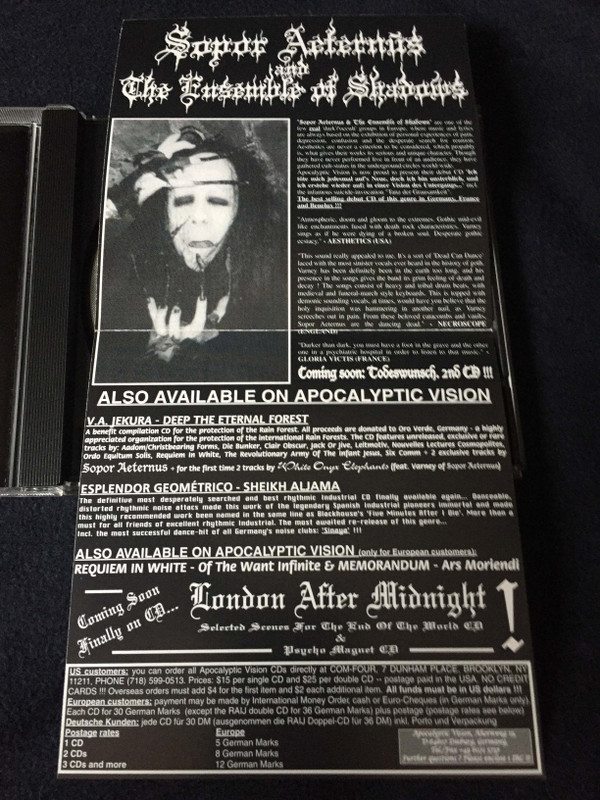 Sopor Aeternus
and
The Ensemble of Shadows
"Sopor Aeternus & The Ensemble of Shadows" are one of the
few real 'dark'/'occult' groups in Europe, whose music and lyrics
are always based on the exhibition of personal experiences of pain,
depression, confusion and the desperate search for reunion.
Aesthetics are never a criterion to be considered, which propably
is, what gives their works its serious and unique character. Though
they have never performed live in front of an audience, they have
gathered cult-status in the underground circles world-wide.
Apocalyptic Vision is now proud to present their debut CD "Ich
töte mich jedesmal auf's Neue, doch ich bin unsterblich, und
ich erstehe wieder auf; in einer Vision des Untergangs..." incl.
the infamous suicide-invocation "Tanz der Grausamkeit".
The best selling debut CD of this genre in Germany, France
and Benelux !!!
"Atmospheric, doom and gloom to the extremes. Gothic mid-evil
like enchantments fused with death rock characteristics. Varney
sings as if he were dying of a broken soul. Desperate gothic
ecstacy." - AESTHETICS (USA)
"This sound really appealed to me. It's a sort of 'Dead Can Dance'
laced with the most sinister vocals ever heard in the history of goth.
Varney has been definitely been in the earth too long, and his
presence in the songs gives the band its grim feeling of death and
decay ! The songs consist of heavy and tribal drum beats, with
medieval and funeral-march style keyboards. This is topped with
demonic sounding vocals, at times, would have you believe that the
holy inquisition was hammering in another nail, as Varney
screeches out in pain. From these beloved catacombs and vaults,
Sopor Aeternus are the dancing dead." - NECROSCOPE
(ENGLAND)
"Darker than dark, you must have a foot in the grave and the other
one in a psychiatric hospital in order to listen to that music." -
GLORIA VICTIS (FRANCE)
Coming soon: Todeswunsch, 2nd CD !!!
ALSO AVAILABLE ON APOCALYPTIC VISION
V.A. JEKURA - DEEP THE ETERNAL FOREST
A benefit compilation CD for the protection of the Rain Forest. All proceeds are donated to Oro Verde, Germany - a highly
appreciated organization for the protection of the international Rain Forests. The CD features unreleased, exclusive or rare
tracks by: Aadom/Christbearing Forms, Die Bunker, Clair Obscur, Jack Or Jive, Leitmotiv, Nouvelles Lectures Cosmopolites,
Ordo Equitum Solis, Requiem In White, The Revolutionary Army Of The Infant Jesus, Six Comm + 2 exclusive tracks by
Sopor Aeternus + for the first time 2 tracks by White Onyx Elephants (feat. Varney of Sopor Aeternus)
ESPLENDOR GEOMÉTRICO - SHEIKH ALJAMA
The definitive most desperately searched and best rhythmic industrial CD finally available again... Danceable,
distorted rhythmic noise attacs made this work of the legendary Spanish industrial pioneers immortal and made
this highly recommended work been named in the same line as Blackhouse's 'Five Minutes After I Die'. More than a
must for all friends of excellent rhythmic industrial. The most awaited re-release of this genre...
Incl. the most successful dance-hit of all Germany's noise clubs: 'Sinaya' !!!
ALSO AVAILABLE ON APOCALYPTIC VISION (only for European customers):
REQUIEM IN WHITE - Of The Want Infinite & MEMORANDUM - Ars Moriendi
Coming Soon
Finally on CD...
London After Midnight
Selected Scenes For The End Of The World CD
&
Psycho Magnet CD
!
US customers: you can order all Apocalyptic Vision CDs directly at COM-FOUR, 7 DUNHAM PLACE, BROOKLYN, NY
11211, PHONE (718) 599-0513. Prices: $15 per single CD and $25 per double CD -- postage paid in the USA. NO CREDIT
CARDS !!! Overseas orders must add $4 for the first item and $2 each additional item. All funds must be in US dollars !!!
European customers: payment may be made by International Money Order, cash or Euro-Cheques (in German Marks only)
Each CD for 30 German Marks (except the RAIJ double CD for 36 German Marks) plus postage (postage rates see below)
Deutsche Kunden: jede CD für 30 DM (ausgenommen die RAIJ Doppel-CD für 36 DM) inkl. Porto und Verpackung
Postage rates Europe
1 CD 5 German Marks
2 CDs 8 German Marks
3 CDs and more 12 German Marks
Apocalyptic Vision,
Germany
Further questions ? Please enclose 1 IRC !!